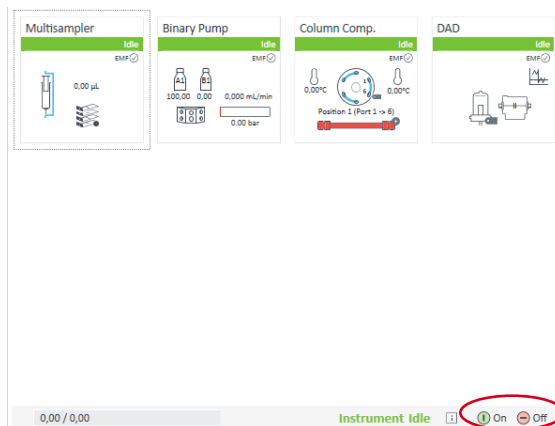 Multisampler
Idle
EMF
0,00 µL
Binary Pump
Idle
EMF
A1 B1
100,00 0,00 0,000 mL/min
0,00 bar
Column Comp.
Idle
EMF
0,00°C 1 6 0,00°C
Position 1 (Port 1 -> 6)
DAD
Idle
EMF
0,00 / 0,00 Instrument Idle i On Off